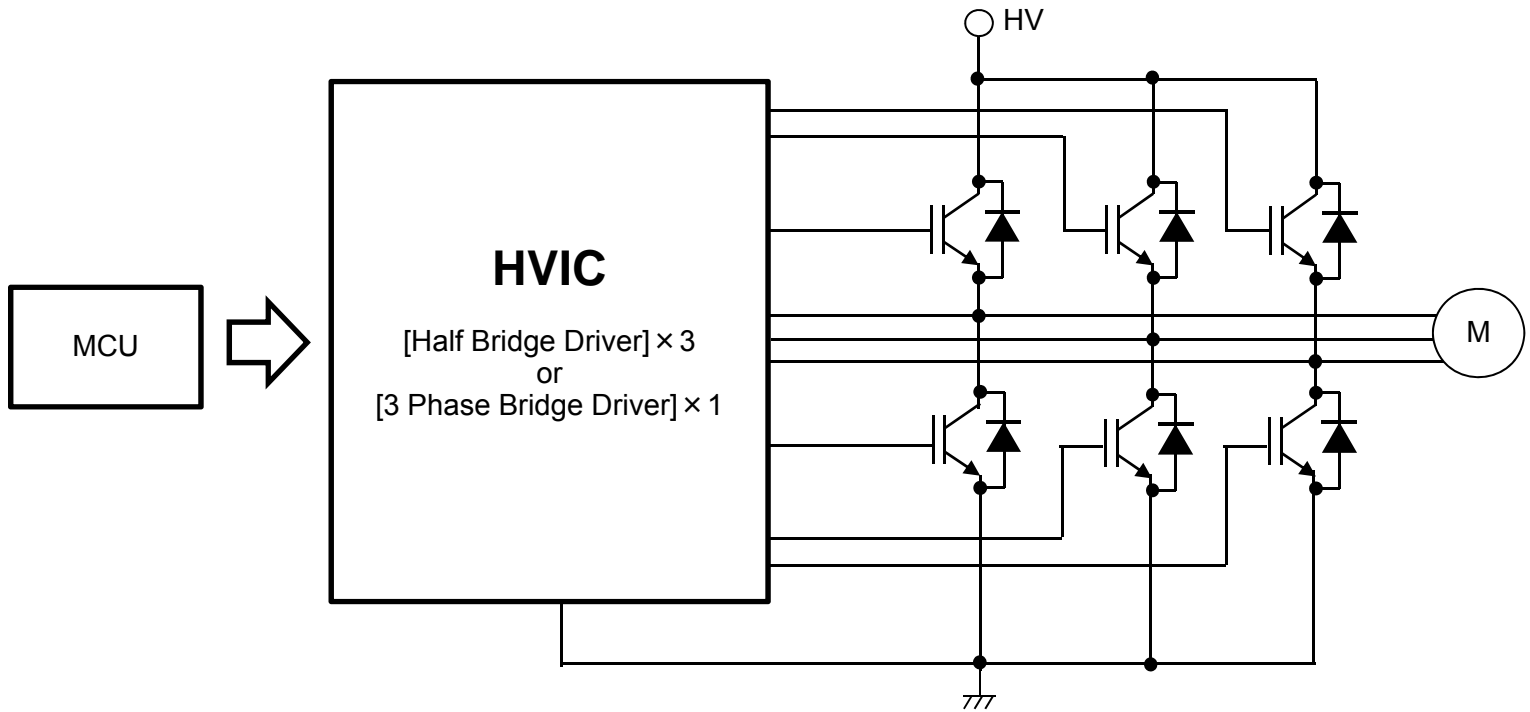 HV
HVIC
[Half Bridge Driver] × 3
or
[3 Phase Bridge Driver] × 1
MCU
M